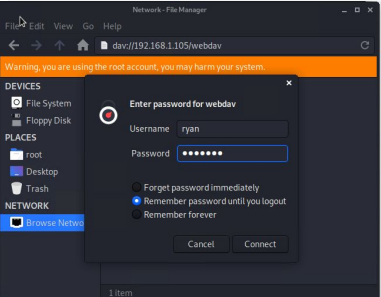 Network - File Manager
File Edit View Go Help
dav://192.168.1.105/webdav
Warning, you are using the root account, you may harm your system.
DEVICES
File System
Floppy Disk
PLACES
root
Desktop
Trash
NETWORK
Browse Netwo
Enter password for webdav
Username ryan
Password •••••••
Forget password immediately
Remember password until you logout
Remember forever
Cancel Connect
1 item